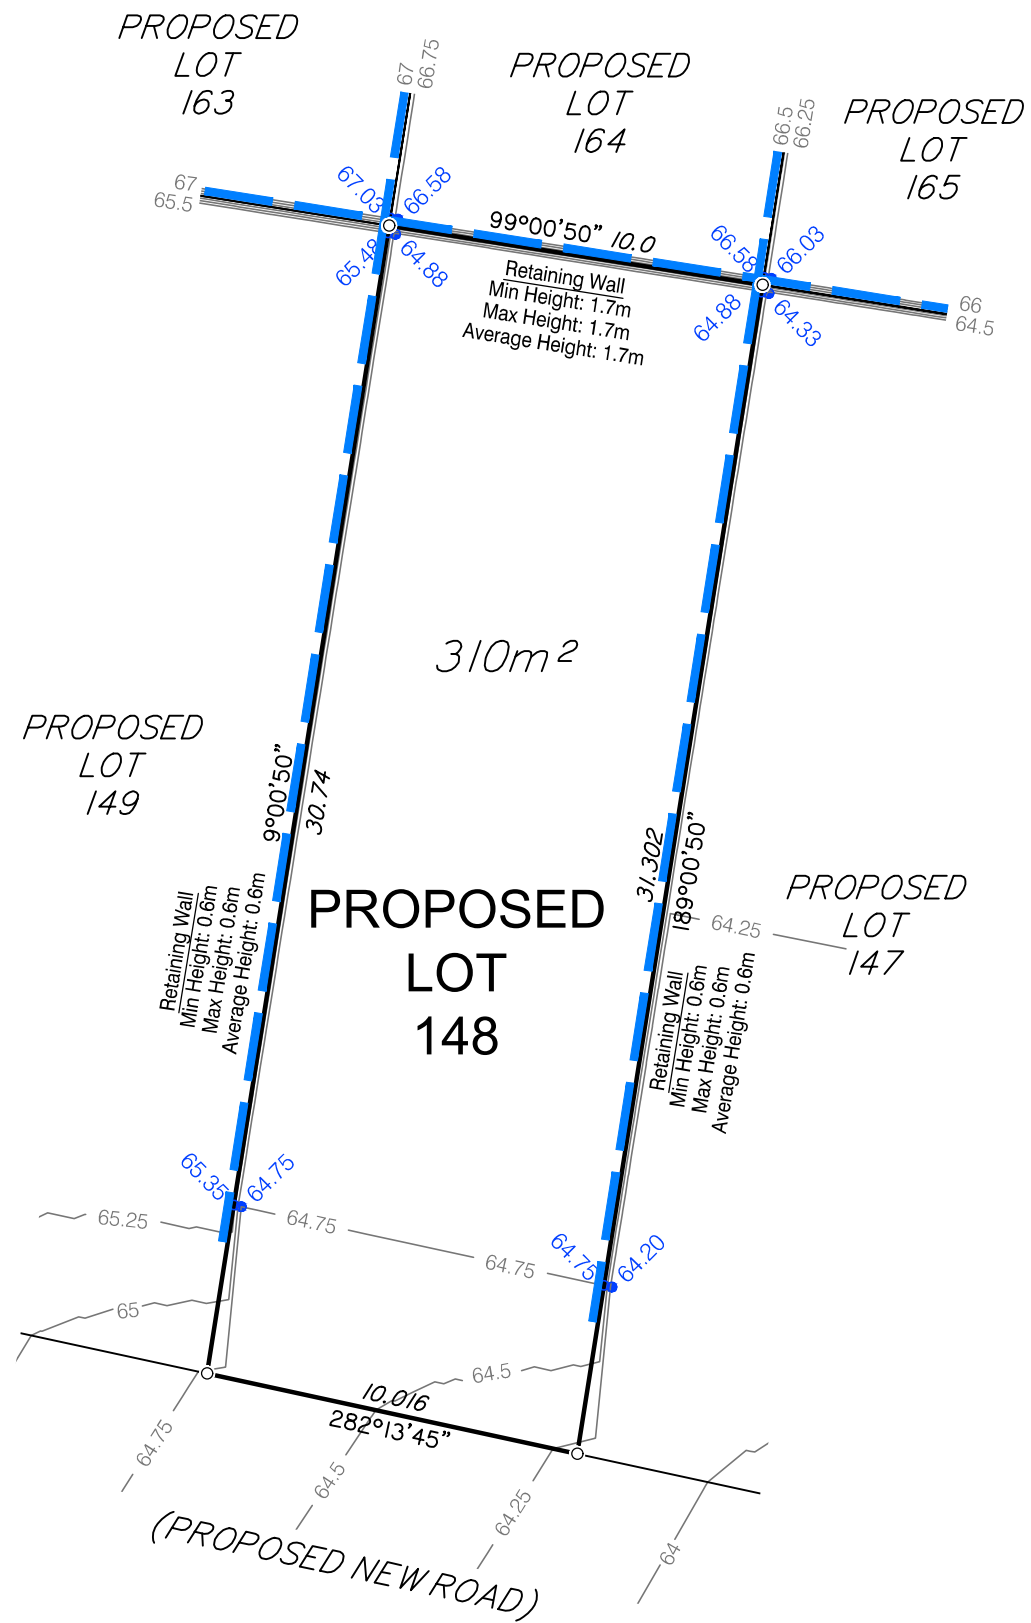 PROPOSED
LOT
163
67
66.75
PROPOSED
LOT
164
66.5
66.25
PROPOSED
LOT
165
67
65.5
67.03
66.58
65.48
64.88
99°00'50" 10.0
Retaining Wall
Min Height: 1.7m
Max Height: 1.7m
Average Height: 1.7m
66.58
66.03
64.88
64.33
66
64.5
310m²
PROPOSED
LOT
149
9°00'50"
30.74
31.302
189°00'50"
PROPOSED
LOT
148
PROPOSED
LOT
147
64.25
Retaining Wall
Min Height: 0.6m
Max Height: 0.6m
Average Height: 0.6m
Retaining Wall
Min Height: 0.6m
Max Height: 0.6m
Average Height: 0.6m
65.35
64.75
65.25
64.75
64.75
64.75
64.20
65
64.5
10.016
282°13'45"
64.75
64.5
64.25
64
(PROPOSED NEW ROAD)